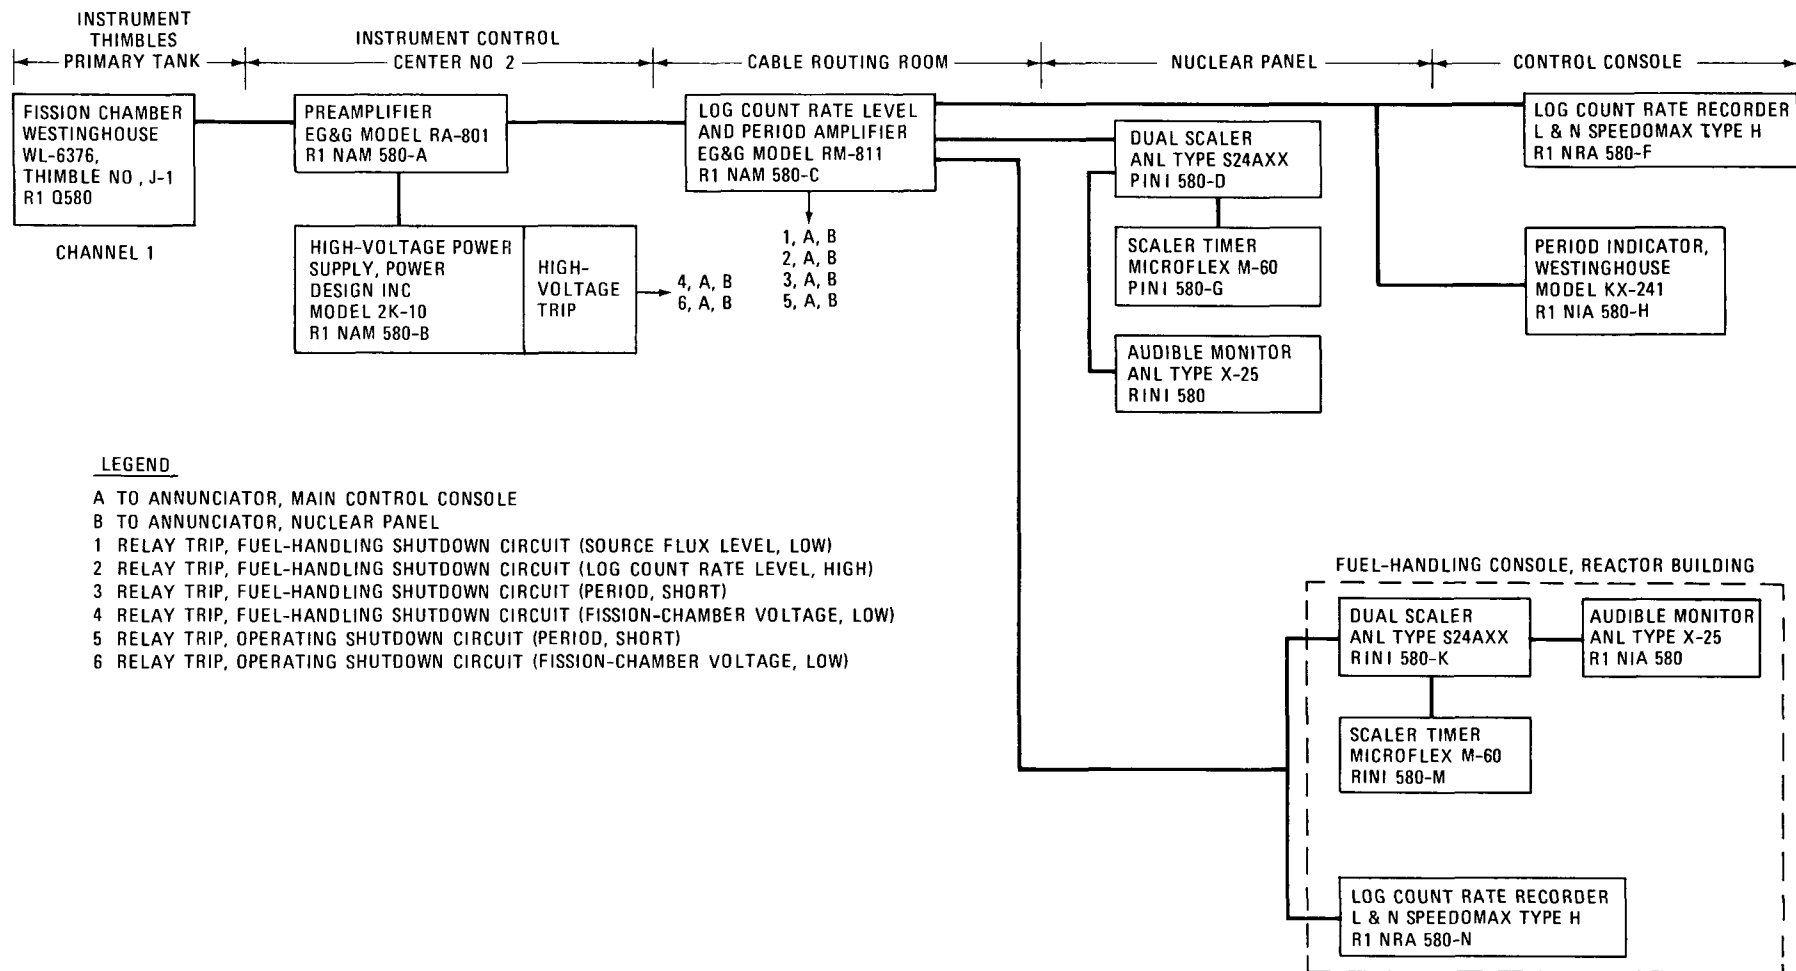 INSTRUMENT
THIMBLES
PRIMARY TANK
INSTRUMENT CONTROL
CENTER NO 2
CABLE ROUTING ROOM
NUCLEAR PANEL
CONTROL CONSOLE
FISSION CHAMBER
WESTINGHOUSE
WL-6376,
THIMBLE NO , J-1
R1 Q580
CHANNEL 1
PREAMPLIFIER
EG&G MODEL RA-801
R1 NAM 580-A
HIGH-VOLTAGE POWER
SUPPLY, POWER
DESIGN INC
MODEL 2K-10
R1 NAM 580-B
HIGH-
VOLTAGE
TRIP
4, A, B
6, A, B
LOG COUNT RATE LEVEL
AND PERIOD AMPLIFIER
EG&G MODEL RM-811
R1 NAM 580-C
1, A, B
2, A, B
3, A, B
5, A, B
DUAL SCALER
ANL TYPE S24AXX
PINI 580-D
SCALER TIMER
MICROFLEX M-60
PINI 580-G
AUDIBLE MONITOR
ANL TYPE X-25
RINI 580
LOG COUNT RATE RECORDER
L & N SPEEDOMAX TYPE H
R1 NRA 580-F
PERIOD INDICATOR,
WESTINGHOUSE
MODEL KX-241
R1 NIA 580-H
LEGEND
A TO ANNUNCIATOR, MAIN CONTROL CONSOLE
B TO ANNUNCIATOR, NUCLEAR PANEL
1 RELAY TRIP, FUEL-HANDLING SHUTDOWN CIRCUIT (SOURCE FLUX LEVEL, LOW)
2 RELAY TRIP, FUEL-HANDLING SHUTDOWN CIRCUIT (LOG COUNT RATE LEVEL, HIGH)
3 RELAY TRIP, FUEL-HANDLING SHUTDOWN CIRCUIT (PERIOD, SHORT)
4 RELAY TRIP, FUEL-HANDLING SHUTDOWN CIRCUIT (FISSION-CHAMBER VOLTAGE, LOW)
5 RELAY TRIP, OPERATING SHUTDOWN CIRCUIT (PERIOD, SHORT)
6 RELAY TRIP, OPERATING SHUTDOWN CIRCUIT (FISSION-CHAMBER VOLTAGE, LOW)
FUEL-HANDLING CONSOLE, REACTOR BUILDING
DUAL SCALER
ANL TYPE S24AXX
RINI 580-K
AUDIBLE MONITOR
ANL TYPE X-25
R1 NIA 580
SCALER TIMER
MICROFLEX M-60
RINI 580-M
LOG COUNT RATE RECORDER
L & N SPEEDOMAX TYPE H
R1 NRA 580-N